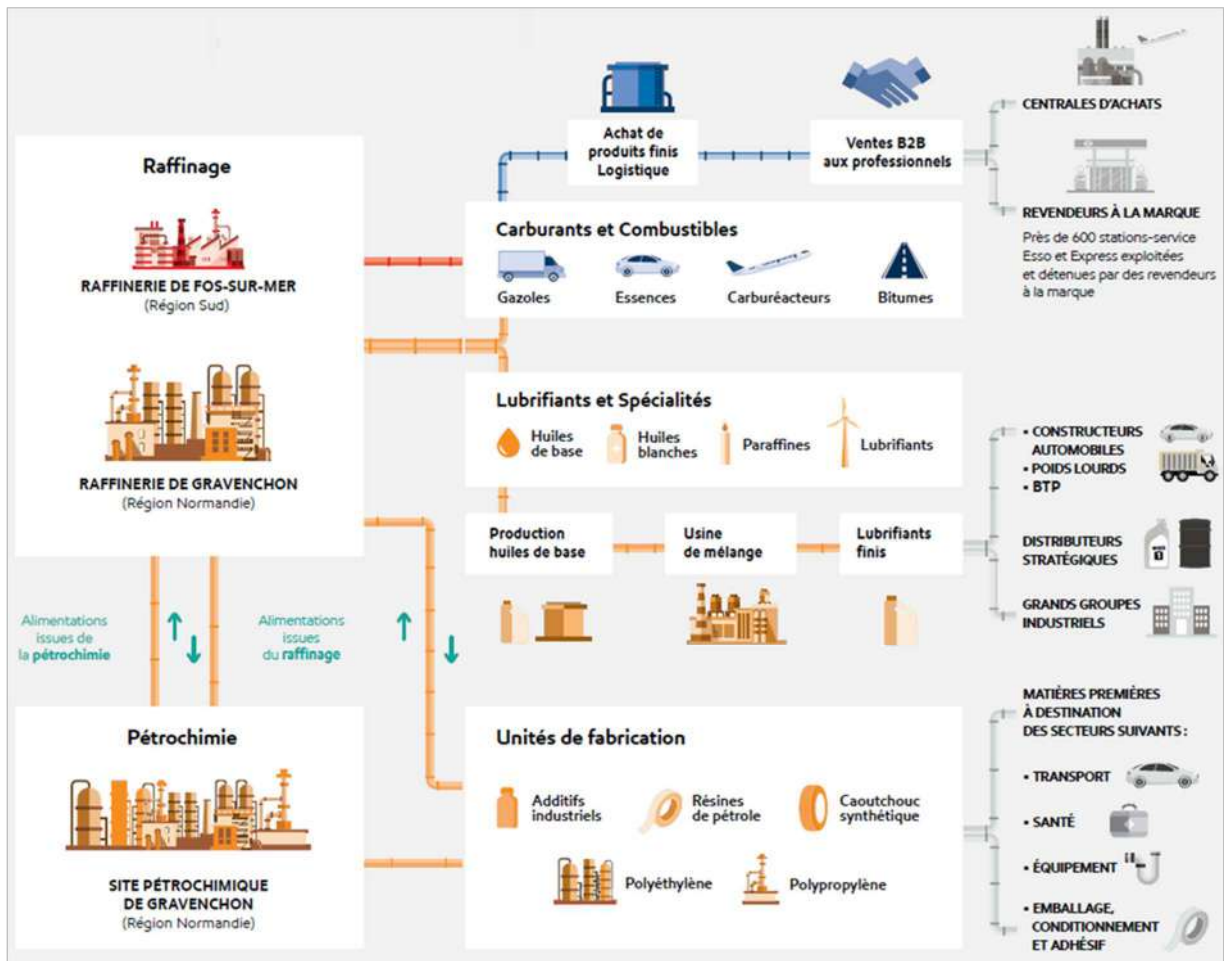 Raffinage
RAFFINERIE DE FOS-SUR-MER
(Région Sud)
RAFFINERIE DE GRAVENCHON
(Région Normandie)
Achat de
produits finis
Logistique
Ventes B2B
aux professionnels
CENTRALES D'ACHATS
REVENDEURS À LA MARQUE
Près de 600 stations-service
Esso et Express exploitées
et détenues par des revendeurs
à la marque
Carburants et Combustibles
Gazoles
Essences
Carburéacteurs
Bitumes
Lubrifiants et Spécialités
Huiles
de base
Huiles
blanches
Paraffines
Lubrifiants
Production
huiles de base
Usine
de mélange
Lubrifiants
finis
• CONSTRUCTEURS
AUTOMOBILES
• POIDS LOURDS
• BTP
DISTRIBUTEURS
STRATÉGIQUES
GRANDS GROUPES
INDUSTRIELS
Alimentations
issues de
la pétrochimie
Alimentations
issues
du raffinage
Pétrochimie
SITE PÉTROCHIMIQUE
DE GRAVENCHON
(Région Normandie)
Unités de fabrication
Additifs
industriels
Résines
de pétrole
Caoutchouc
synthétique
Polyéthylène
Polypropylène
MATIÈRES PREMIÈRES
À DESTINATION
DES SECTEURS SUIVANTS :
• TRANSPORT
• SANTÉ
• ÉQUIPEMENT
• EMBALLAGE,
CONDITIONNEMENT
ET ADHÉSIF